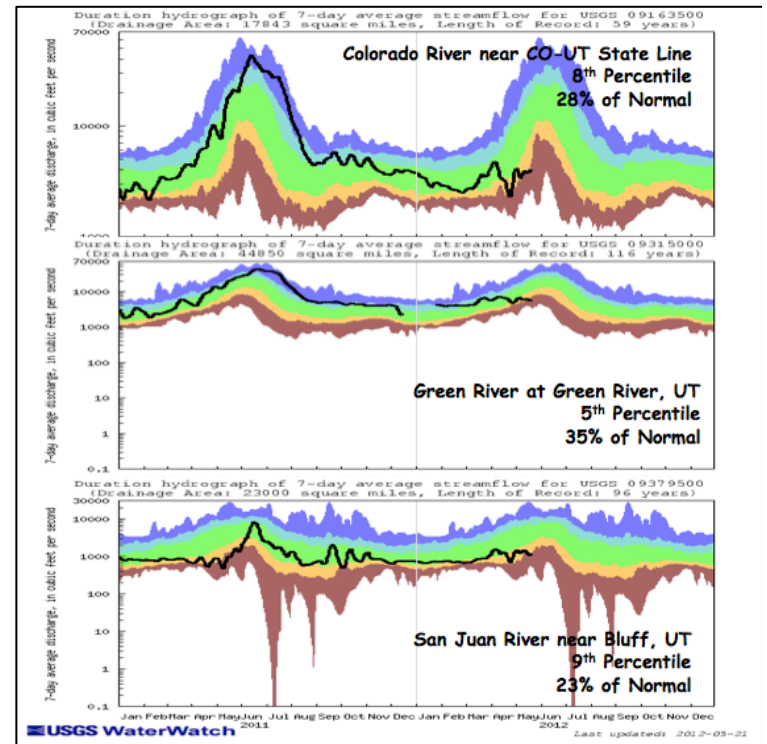 Duration hydrograph of 7-day average streamflow for USGS 09163500
(Drainage Area: 17843 square miles, Length of Record: 59 years)
70000
10000
1000
7-day average discharge, in cubic feet per second
Colorado River near CO-UT State Line
8th Percentile
28% of Normal
Duration hydrograph of 7-day average streamflow for USGS 09315000
(Drainage Area: 44850 square miles, Length of Record: 116 years)
70000
10000
1000
100
10
1
0.1
7-day average discharge, in cubic feet per second
Green River at Green River, UT
5th Percentile
35% of Normal
Duration hydrograph of 7-day average streamflow for USGS 09379500
(Drainage Area: 23000 square miles, Length of Record: 96 years)
30000
10000
1000
100
10
1
0.1
7-day average discharge, in cubic feet per second
San Juan River near Bluff, UT
9th Percentile
23% of Normal
Jan Feb Mar Apr May Jun Jul Aug Sep Oct Nov Dec Jan Feb Mar Apr May Jun Jul Aug Sep Oct Nov Dec
2011 2012
USGS WaterWatch
Last updated: 2012-05-21